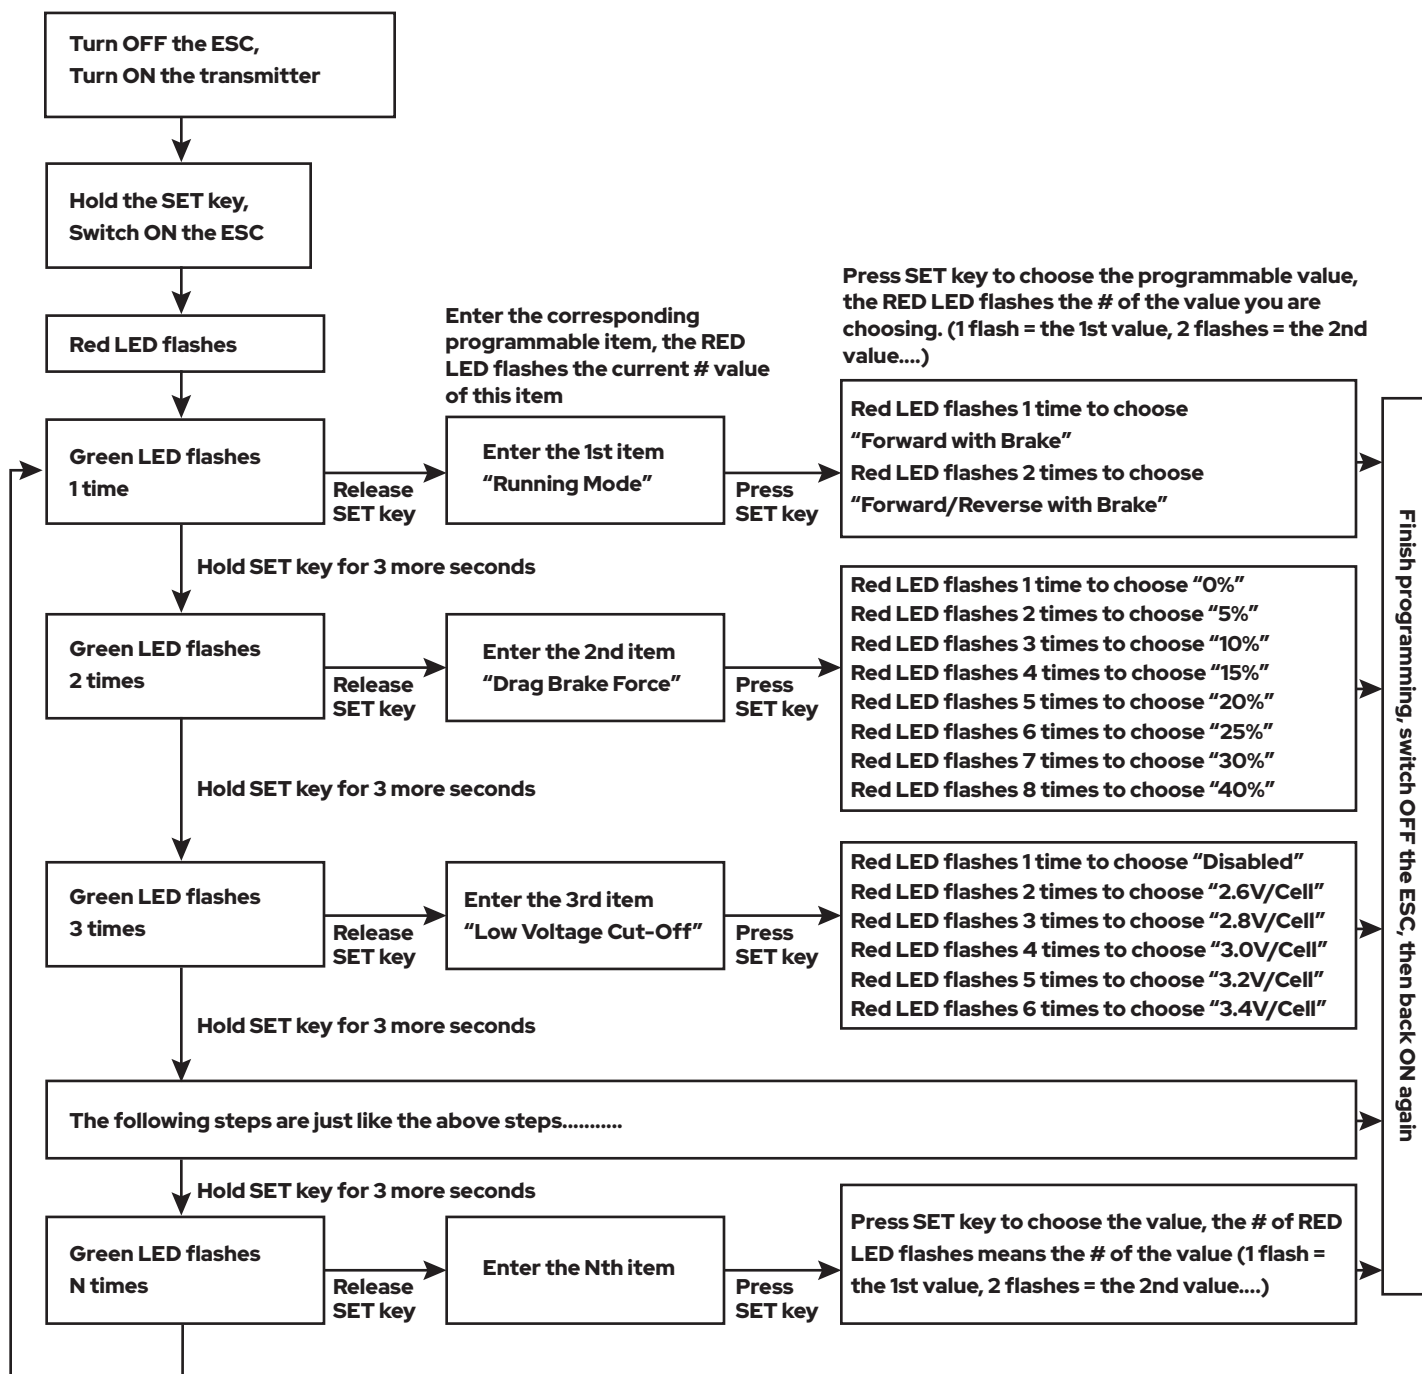 Turn OFF the ESC,
Turn ON the transmitter
Hold the SET key,
Switch ON the ESC
Red LED flashes
Enter the corresponding
programmable item, the RED
LED flashes the current # value
of this item
Press SET key to choose the programmable value,
the RED LED flashes the # of the value you are
choosing. (1 flash = the 1st value, 2 flashes = the 2nd
value....)
Green LED flashes
1 time
Release
SET key
Enter the 1st item
“Running Mode”
Press
SET key
Red LED flashes 1 time to choose
“Forward with Brake”
Red LED flashes 2 times to choose
“Forward/Reverse with Brake”
Hold SET key for 3 more seconds
Green LED flashes
2 times
Release
SET key
Enter the 2nd item
“Drag Brake Force”
Press
SET key
Red LED flashes 1 time to choose “0%”
Red LED flashes 2 times to choose “5%”
Red LED flashes 3 times to choose “10%”
Red LED flashes 4 times to choose “15%”
Red LED flashes 5 times to choose “20%”
Red LED flashes 6 times to choose “25%”
Red LED flashes 7 times to choose “30%”
Red LED flashes 8 times to choose “40%”
Hold SET key for 3 more seconds
Green LED flashes
3 times
Release
SET key
Enter the 3rd item
“Low Voltage Cut-Off”
Press
SET key
Red LED flashes 1 time to choose “Disabled”
Red LED flashes 2 times to choose “2.6V/Cell”
Red LED flashes 3 times to choose “2.8V/Cell”
Red LED flashes 4 times to choose “3.0V/Cell”
Red LED flashes 5 times to choose “3.2V/Cell”
Red LED flashes 6 times to choose “3.4V/Cell”
Hold SET key for 3 more seconds
The following steps are just like the above steps...........
Hold SET key for 3 more seconds
Green LED flashes
N times
Release
SET key
Enter the Nth item
Press
SET key
Press SET key to choose the value, the # of RED
LED flashes means the # of the value (1 flash =
the 1st value, 2 flashes = the 2nd value....)
Finish programming, switch OFF the ESC, then back ON again